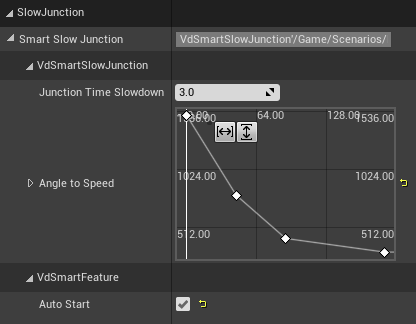 SlowJunction
Smart Slow Junction VdSmartSlowJunction'/Game/Scenarios/
VdSmartSlowJunction
Junction Time Slowdown 3.0
0.00 64.00 128.00
1536.00 1536.00
Angle to Speed
1024.00 1024.00
512.00 512.00
VdSmartFeature
Auto Start